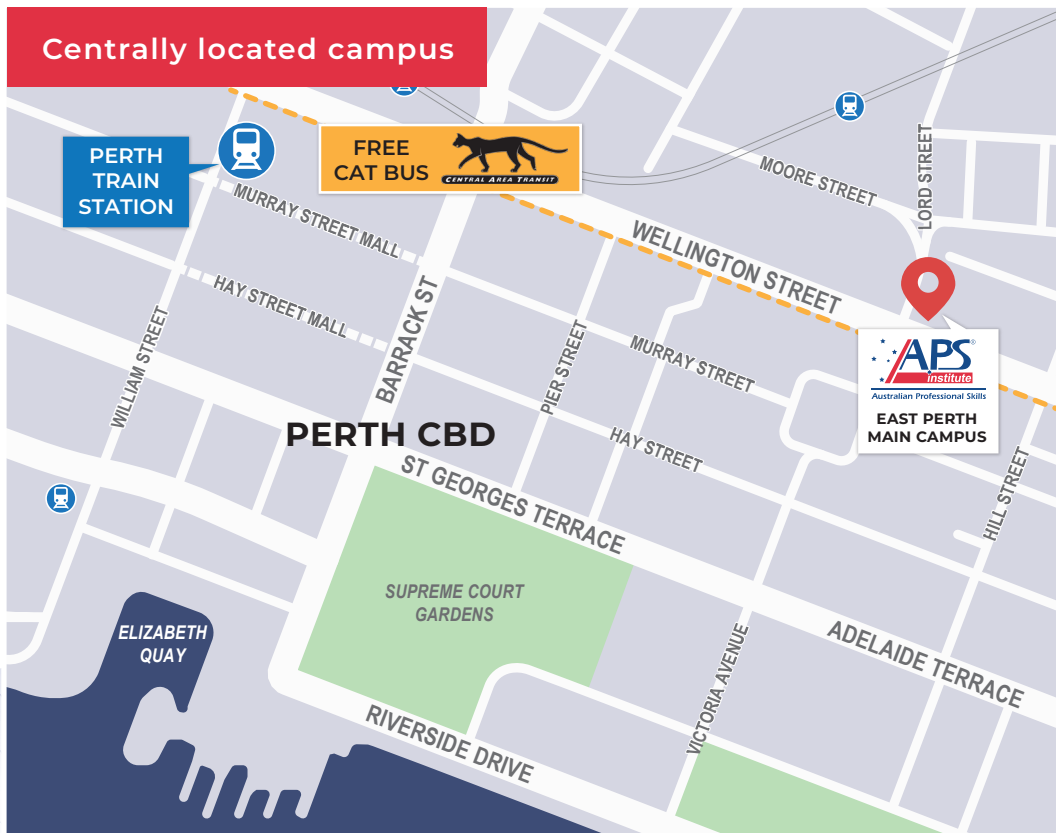 Centrally located campus
PERTH
TRAIN
STATION
FREE
CAT BUS
CENTRAL AREA TRANSIT
MOORE STREET
LORD STREET
MURRAY STREET MALL
WELLINGTON STREET
HAY STREET MALL
BARRACK ST
WILLIAM STREET
PIER STREET
MURRAY STREET
APS®
institute
Australian Professional Skills
EAST PERTH
MAIN CAMPUS
PERTH CBD
HAY STREET
ST GEORGES TERRACE
HILL STREET
SUPREME COURT
GARDENS
ELIZABETH
QUAY
ADELAIDE TERRACE
VICTORIA AVENUE
RIVERSIDE DRIVE